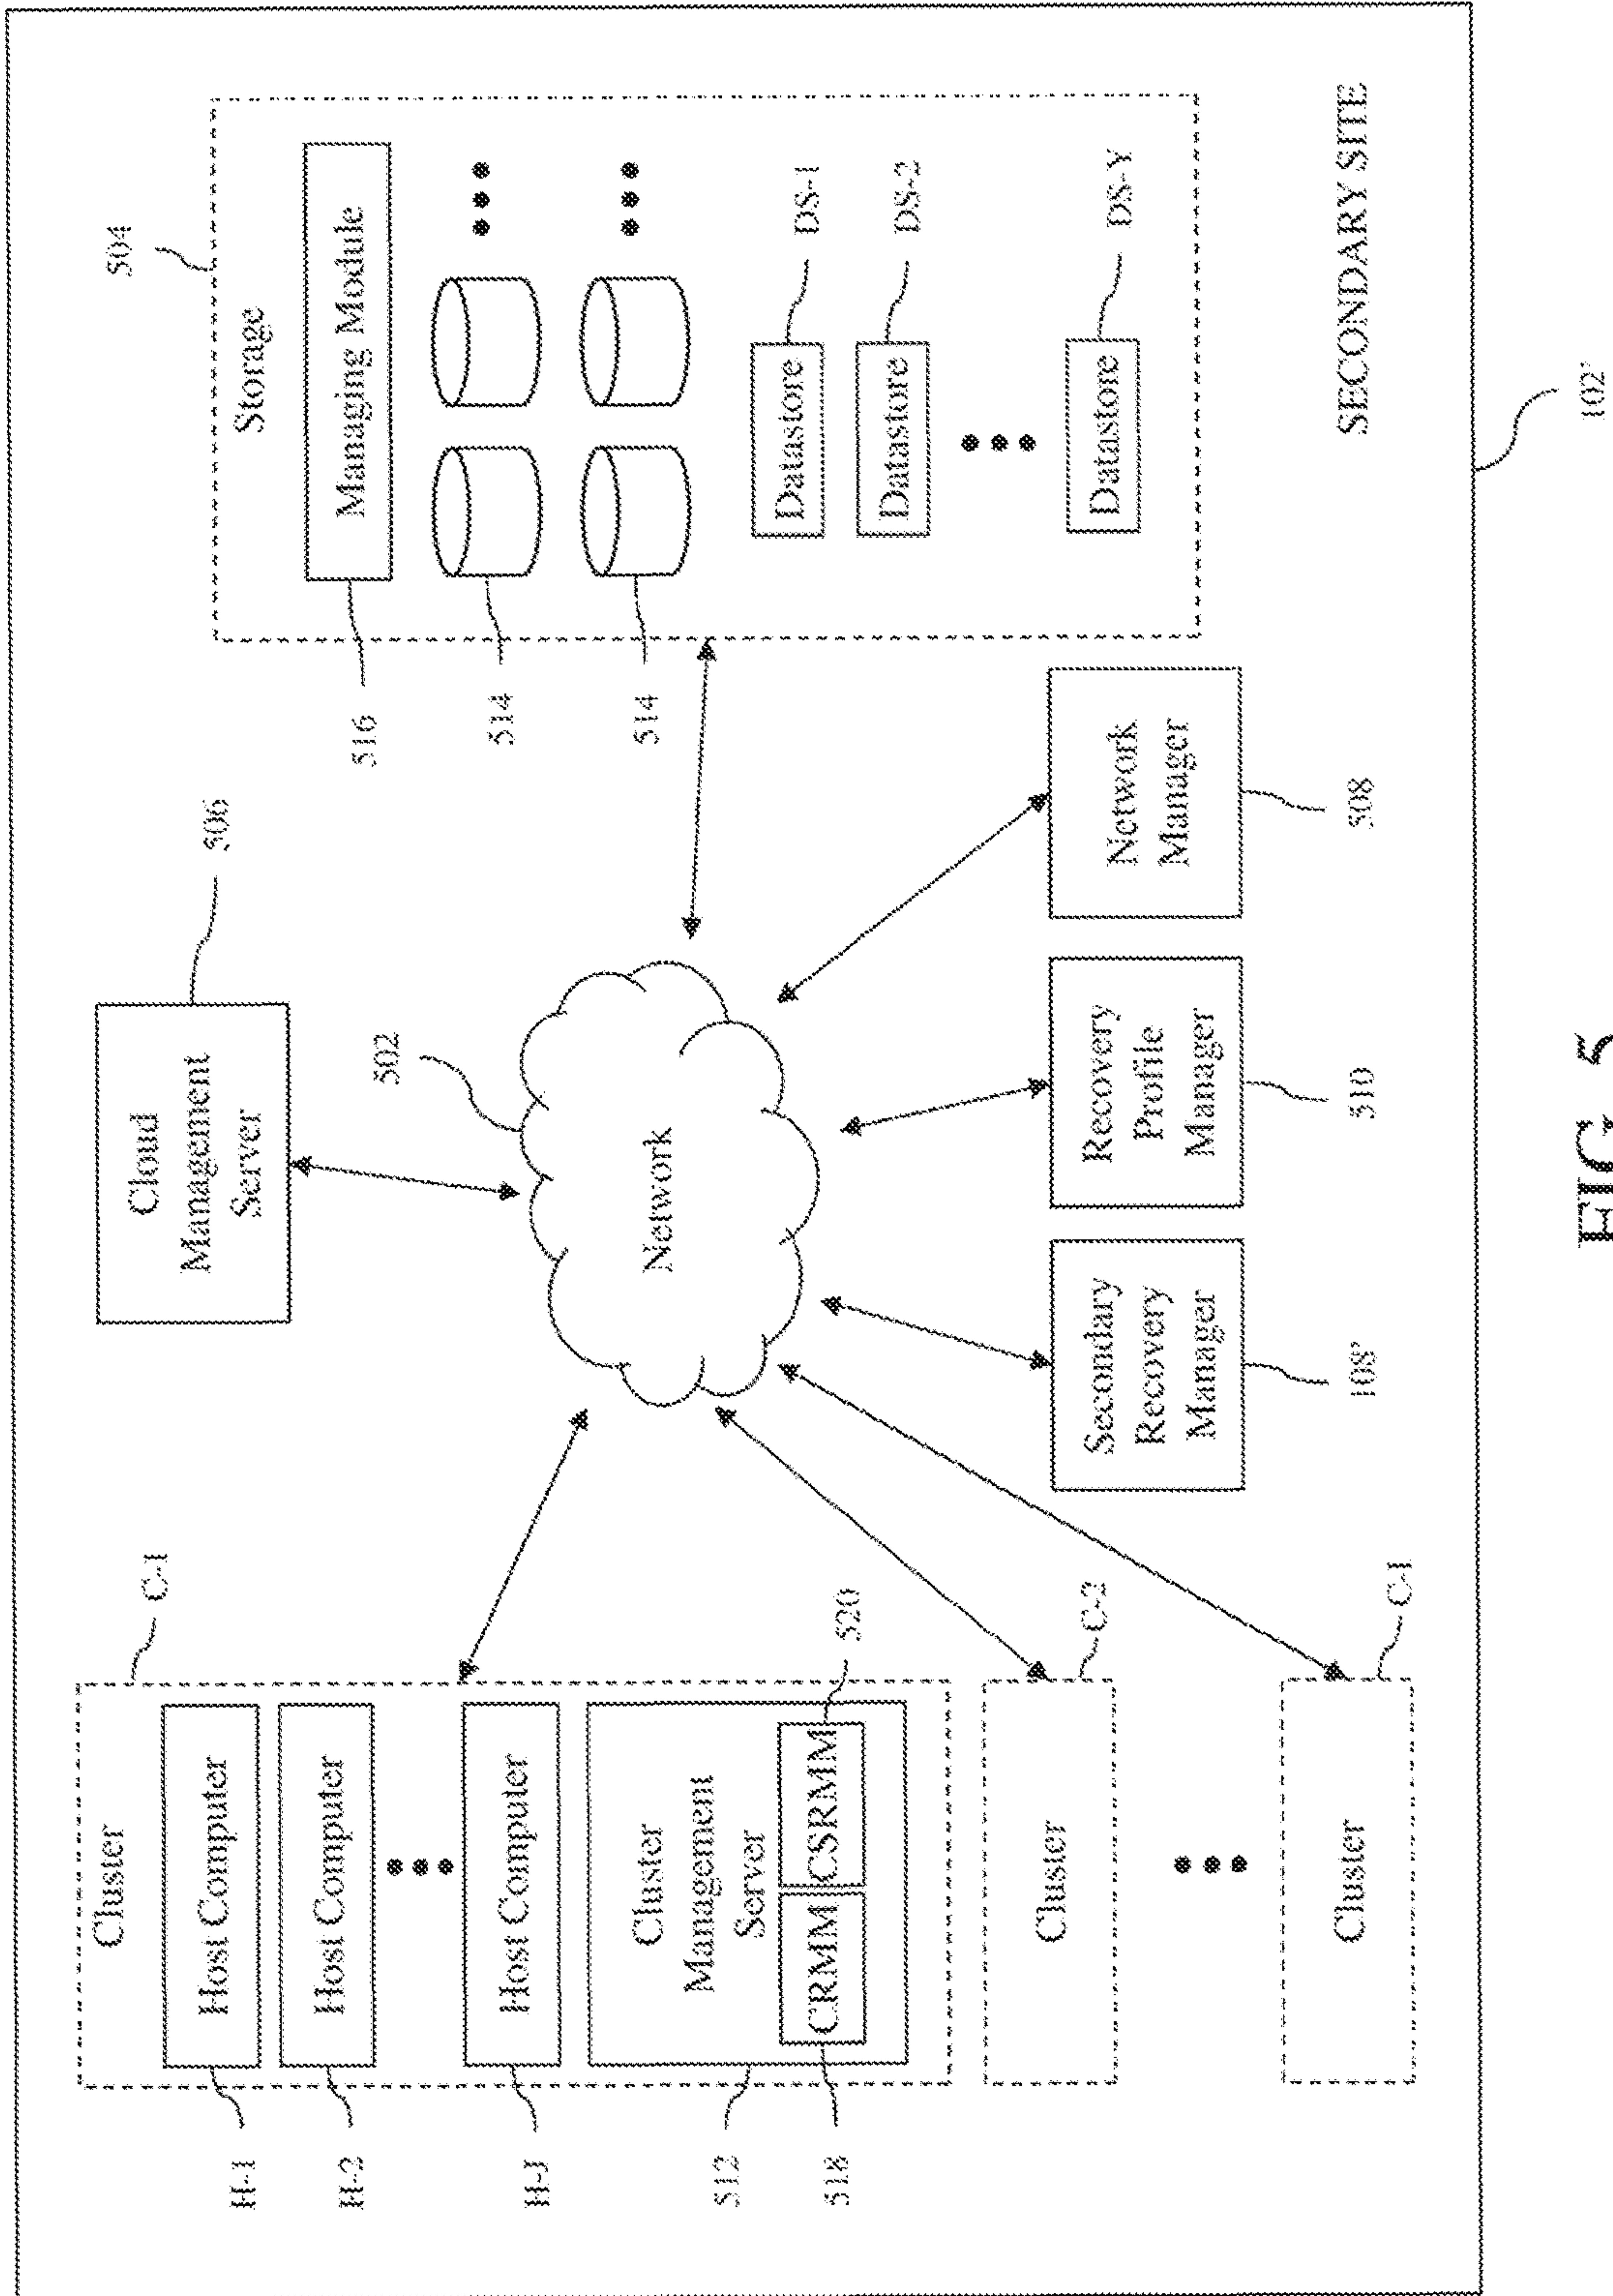 Cluster
C-1
Host Computer
H-1
Host Computer
H-2
Host Computer
H-J
Cluster
Management
Server
512
CRMM
CSRMM
518
520
Cluster
C-2
Cluster
C-1
Cloud
Management
Server
506
502
Network
Secondary
Recovery
Manager
108'
Recovery
Profile
Manager
510
Network
Manager
508
504
Storage
Managing Module
516
514
514
Datastore
DS-1
Datastore
DS-2
Datastore
DS-Y
SECONDARY SITE
102'
FIG. 5